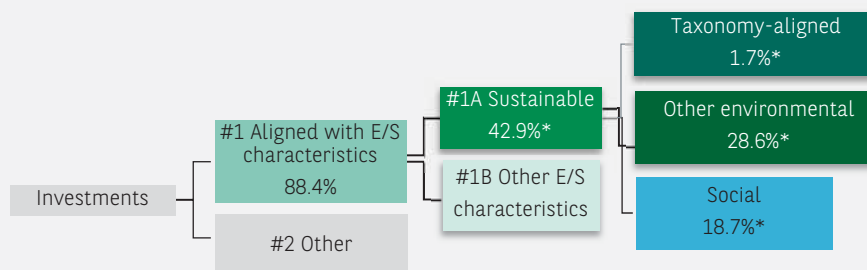 Investments
#1 Aligned with E/S
characteristics
88.4%
#2 Other
#1A Sustainable
42.9%*
#1B Other E/S
characteristics
Taxonomy-aligned
1.7%*
Other environmental
28.6%*
Social
18.7%*